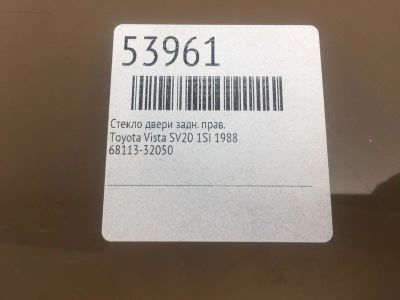 53961
Стекло двери задн. прав.
Toyota Vista SV20 1SI 1988
68113-32050